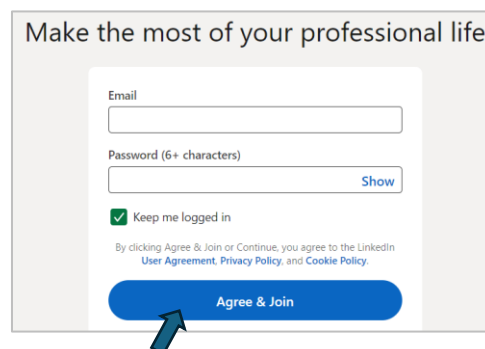 Make the most of your professional life
Email
Password (6+ characters)
Show
Keep me logged in
By clicking Agree & Join or Continue, you agree to the LinkedIn
User Agreement, Privacy Policy, and Cookie Policy.
Agree & Join